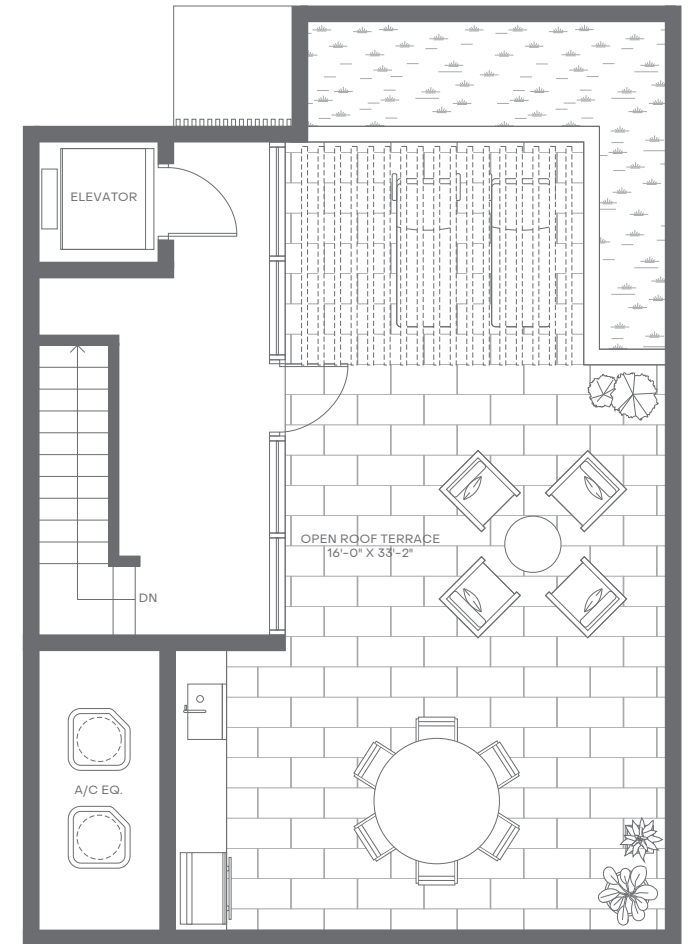 ELEVATOR
OPEN ROOF TERRACE
16'-0" X 33'-2"
DN
A/C EQ.